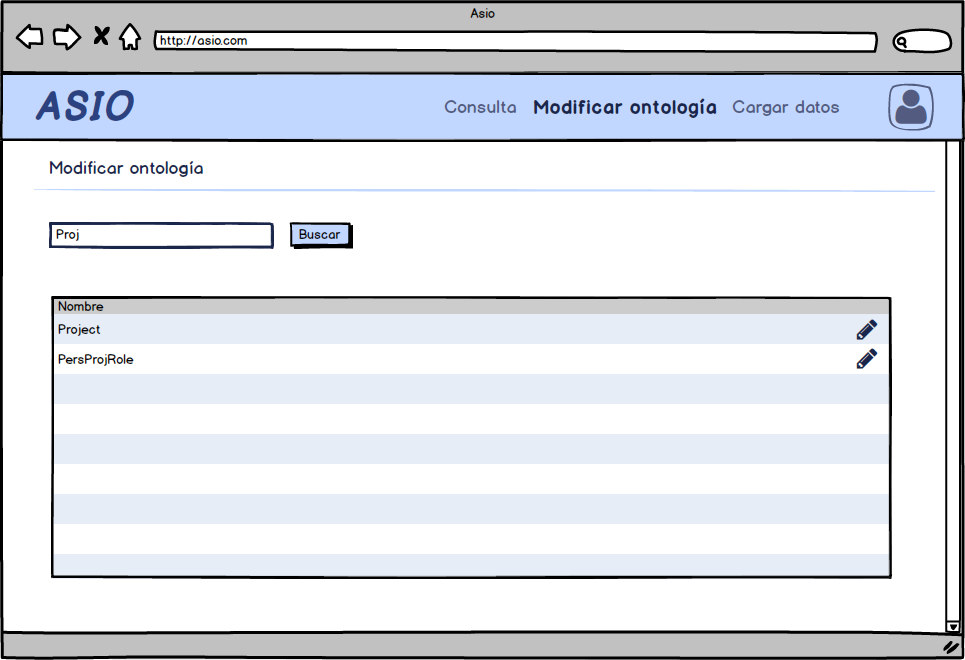 Asio
http://asio.com
ASIO
Consulta Modificar ontología Cargar datos
Modificar ontología
Proj Buscar
Nombre
Project
PersProjRole